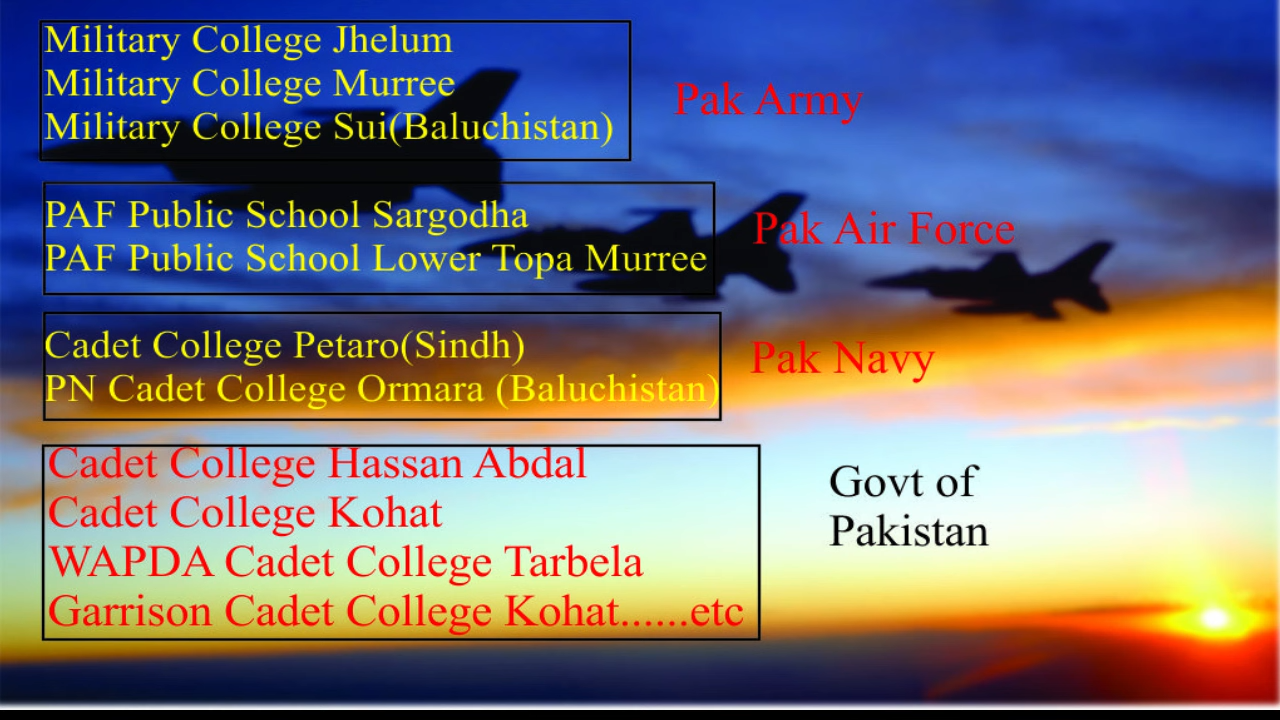 Military College Jhelum
Military College Murree
Military College Sui(Baluchistan)
Pak Army
PAF Public School Sargodha
PAF Public School Lower Topa Murree
Pak Air Force
Cadet College Petaro(Sindh)
PN Cadet College Ormara (Baluchistan)
Pak Navy
Cadet College Hassan Abdal
Cadet College Kohat
WAPDA Cadet College Tarbela
Garrison Cadet College Kohat......etc
Govt of
Pakistan